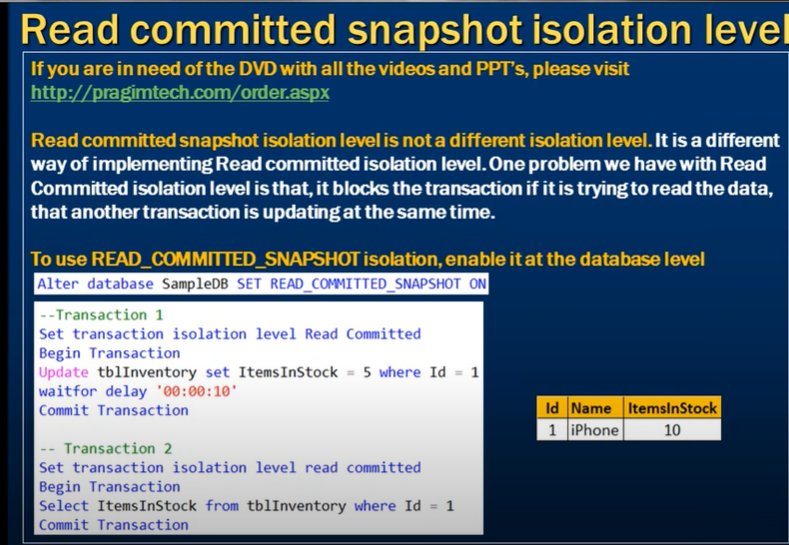 Read committed snapshot isolation level
If you are in need of the DVD with all the videos and PPT's, please visit
http://pragimtech.com/order.aspx
Read committed snapshot isolation level is not a different isolation level. It is a different
way of implementing Read committed isolation level. One problem we have with Read
Committed isolation level is that, it blocks the transaction if it is trying to read the data,
that another transaction is updating at the same time.
To use READ_COMMITTED_SNAPSHOT isolation, enable it at the database level
Alter database SampleDB SET READ_COMMITTED_SNAPSHOT ON
--Transaction 1
Set transaction isolation level Read Committed
Begin Transaction
Update tblInventory set ItemsInStock = 5 where Id = 1
waitfor delay '00:00:10'
Commit Transaction
-- Transaction 2
Set transaction isolation level read committed
Begin Transaction
Select ItemsInStock from tblInventory where Id = 1
Commit Transaction
Id Name ItemsInStock
1 iPhone 10